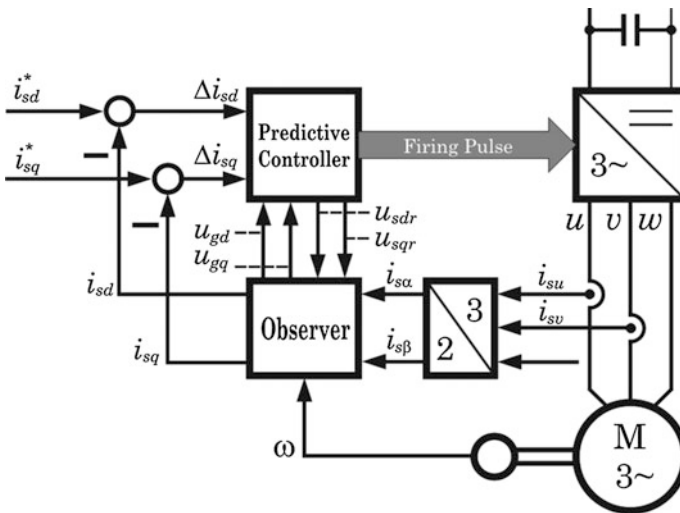 i*sd
Δisd
Predictive
Controller
Firing Pulse
3~
i*sq
Δisq
u v w
ugd
usdr
ugq
usqr
isd
isα
3
isu
Observer
isv
isq
isβ
2
ω
M
3~